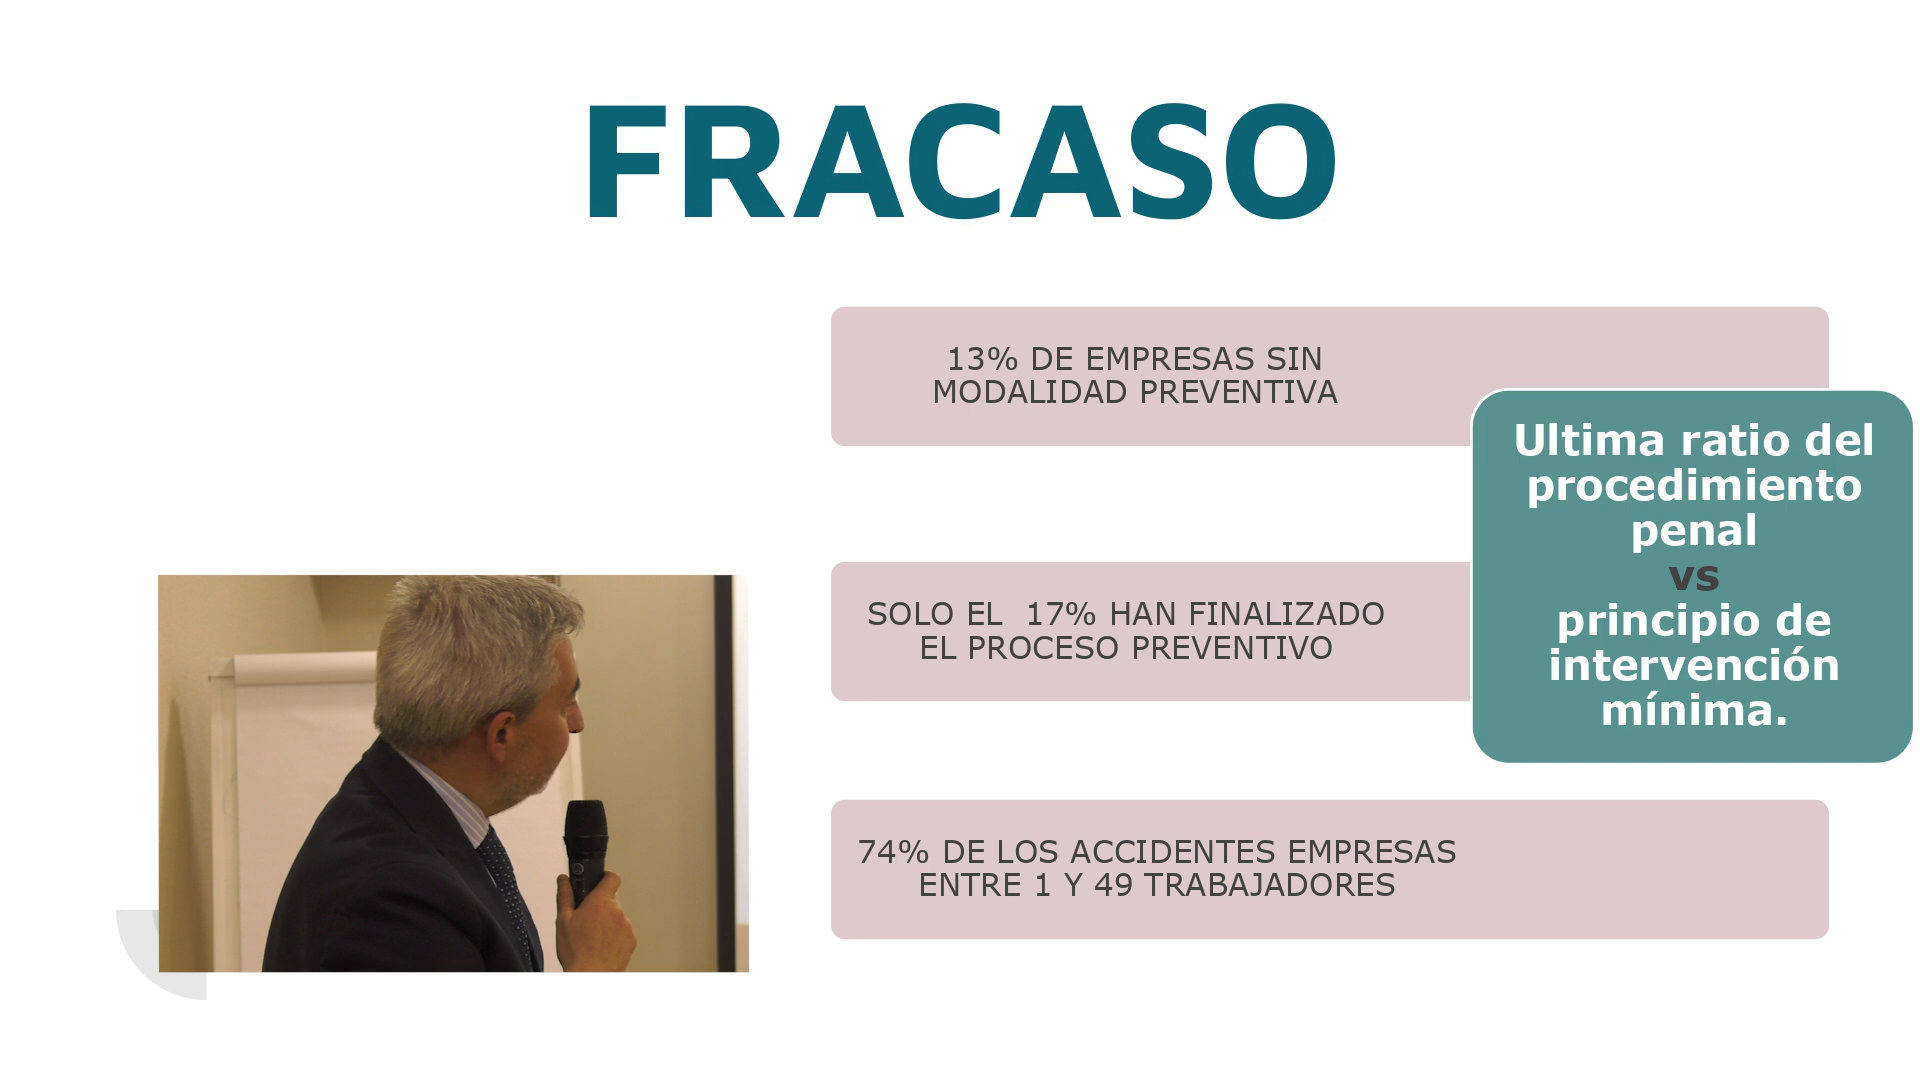 FRACASO
13% DE EMPRESAS SIN
MODALIDAD PREVENTIVA
SOLO EL  17% HAN FINALIZADO
EL PROCESO PREVENTIVO
74% DE LOS ACCIDENTES EMPRESAS
ENTRE 1 Y 49 TRABAJADORES
Ultima ratio del
procedimiento
penal
vs
principio de
intervención
mínima.